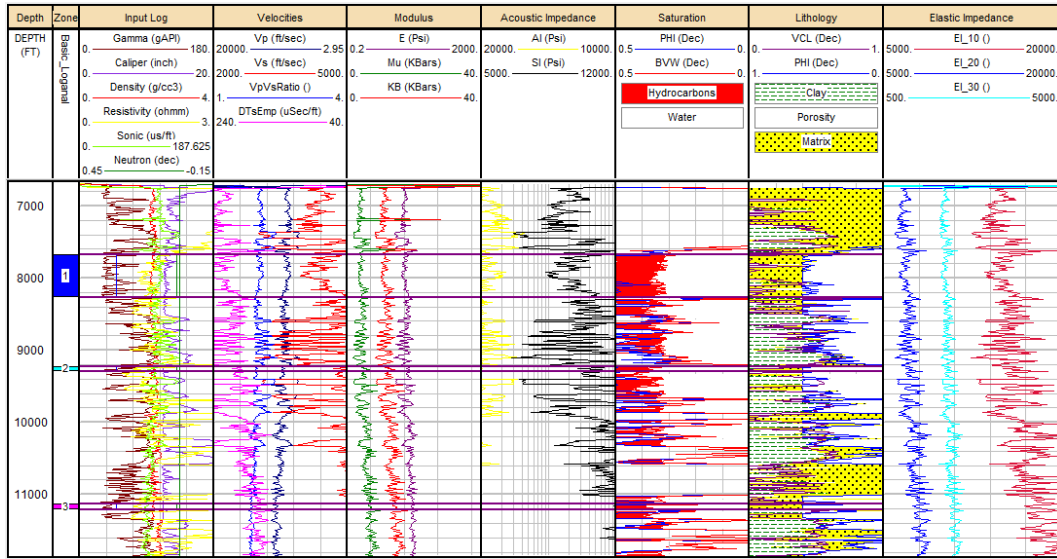 Depth Zone Input Log Velocities Modulus Acoustic Impedance Saturation Lithology Elastic Impedance
DEPTH
(FT)
Basic_Loganal
Gamma (gAPI)
0. 180.
Caliper (inch)
0. 20.
Density (g/cc3)
0. 4.
Resistivity (ohmm)
0. 3.
Sonic (us/ft)
0. 187.625
Neutron (dec)
0.45 -0.15
Vp (ft/sec)
20000. 2.95
Vs (ft/sec)
2000. 5000.
VpVsRatio ()
1. 4.
DTsEmp (uSec/ft)
240. 40.
E (Psi)
0.2 2000.
Mu (KBars)
0. 40.
KB (KBars)
0. 40.
AI (Psi)
20000. 10000.
SI (Psi)
5000. 12000.
PHI (Dec)
0.5 0.
BVW (Dec)
0.5 0.
Hydrocarbons
Water
VCL (Dec)
0. 1.
PHI (Dec)
1. 0.
Clay
Porosity
Matrix
EI_10 ()
5000. 20000.
EI_20 ()
5000. 20000.
EI_30 ()
500. 5000.
7000
8000
1
9000
2
10000
11000
3